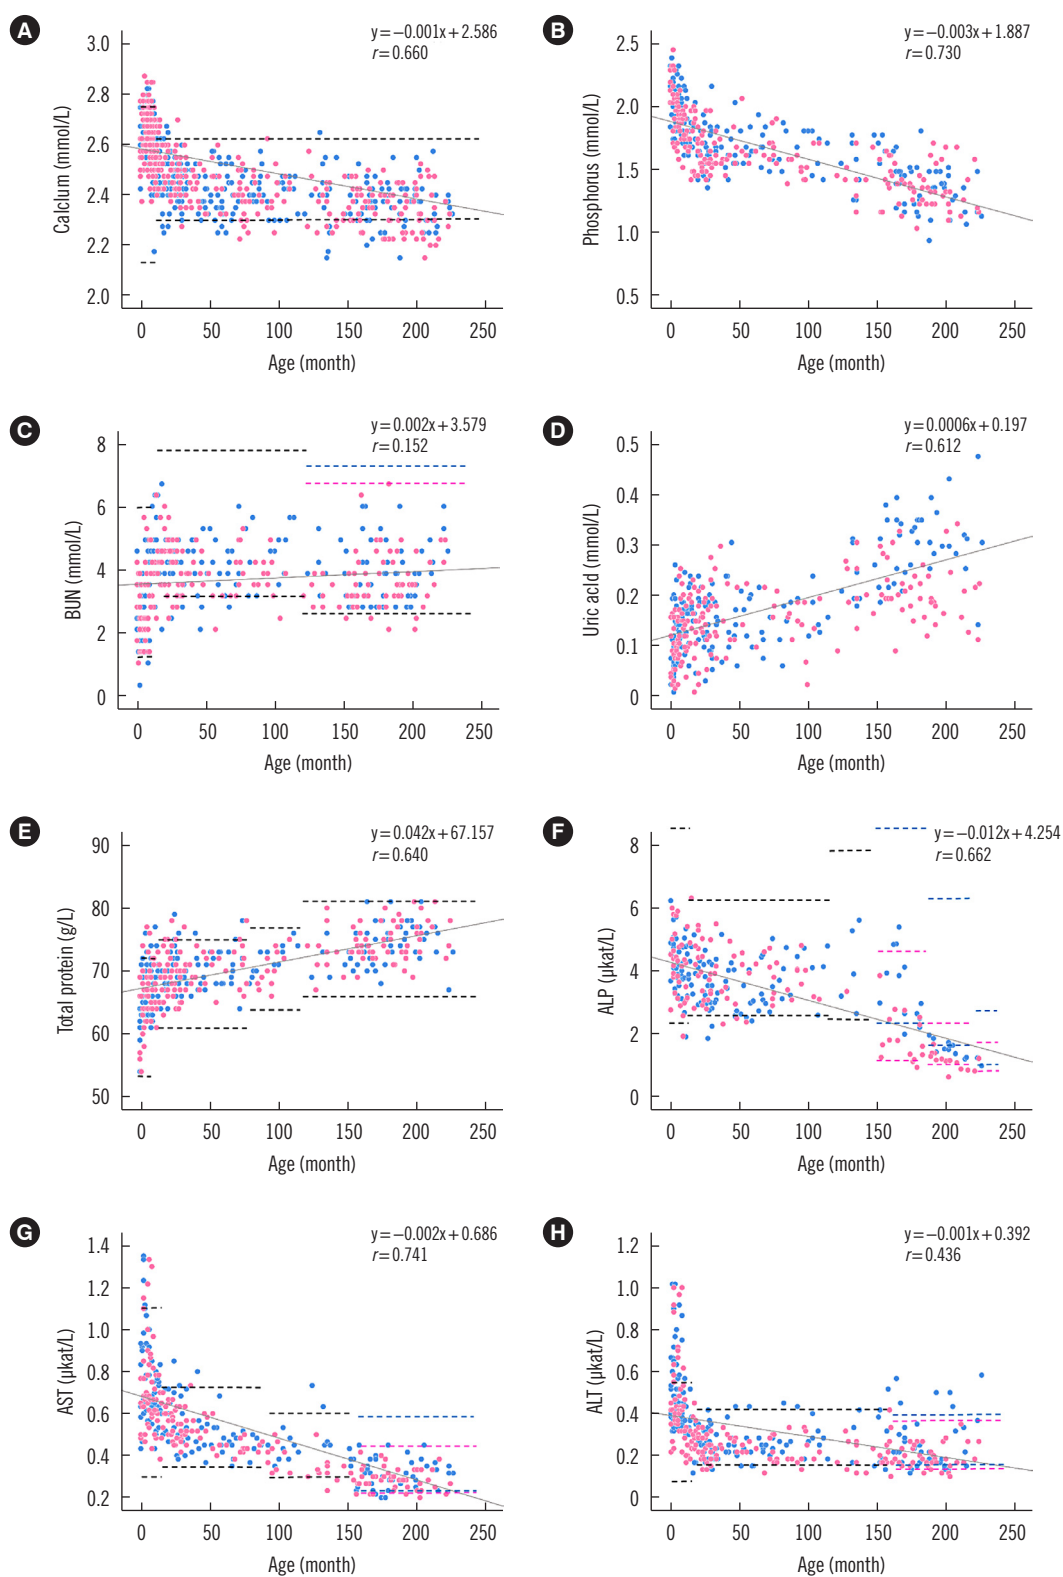 A
y=−0.001x+2.586
r=0.660
3.0
2.8
2.6
2.4
2.2
2.0
Calcium (mmol/L)
0 50 100 150 200 250
Age (month)
B
y=−0.003x+1.887
r=0.730
2.5
2.0
1.5
1.0
0.5
Phosphorus (mmol/L)
0 50 100 150 200 250
Age (month)
C
y=0.002x+3.579
r=0.152
8
6
4
2
0
BUN (mmol/L)
0 50 100 150 200 250
Age (month)
D
y=0.0006x+0.197
r=0.612
0.5
0.4
0.3
0.2
0.1
0
Uric acid (mmol/L)
0 50 100 150 200 250
Age (month)
E
y=0.042x+67.157
r=0.640
90
80
70
60
50
Total protein (g/L)
0 50 100 150 200 250
Age (month)
F
y=−0.012x+4.254
r=0.662
8
6
4
2
0
ALP (μkat/L)
0 50 100 150 200 250
Age (month)
G
y=−0.002x+0.686
r=0.741
1.4
1.2
1.0
0.8
0.6
0.4
0.2
AST (μkat/L)
0 50 100 150 200 250
Age (month)
H
y=−0.001x+0.392
r=0.436
1.2
1.0
0.8
0.6
0.4
0.2
0
ALT (μkat/L)
0 50 100 150 200 250
Age (month)